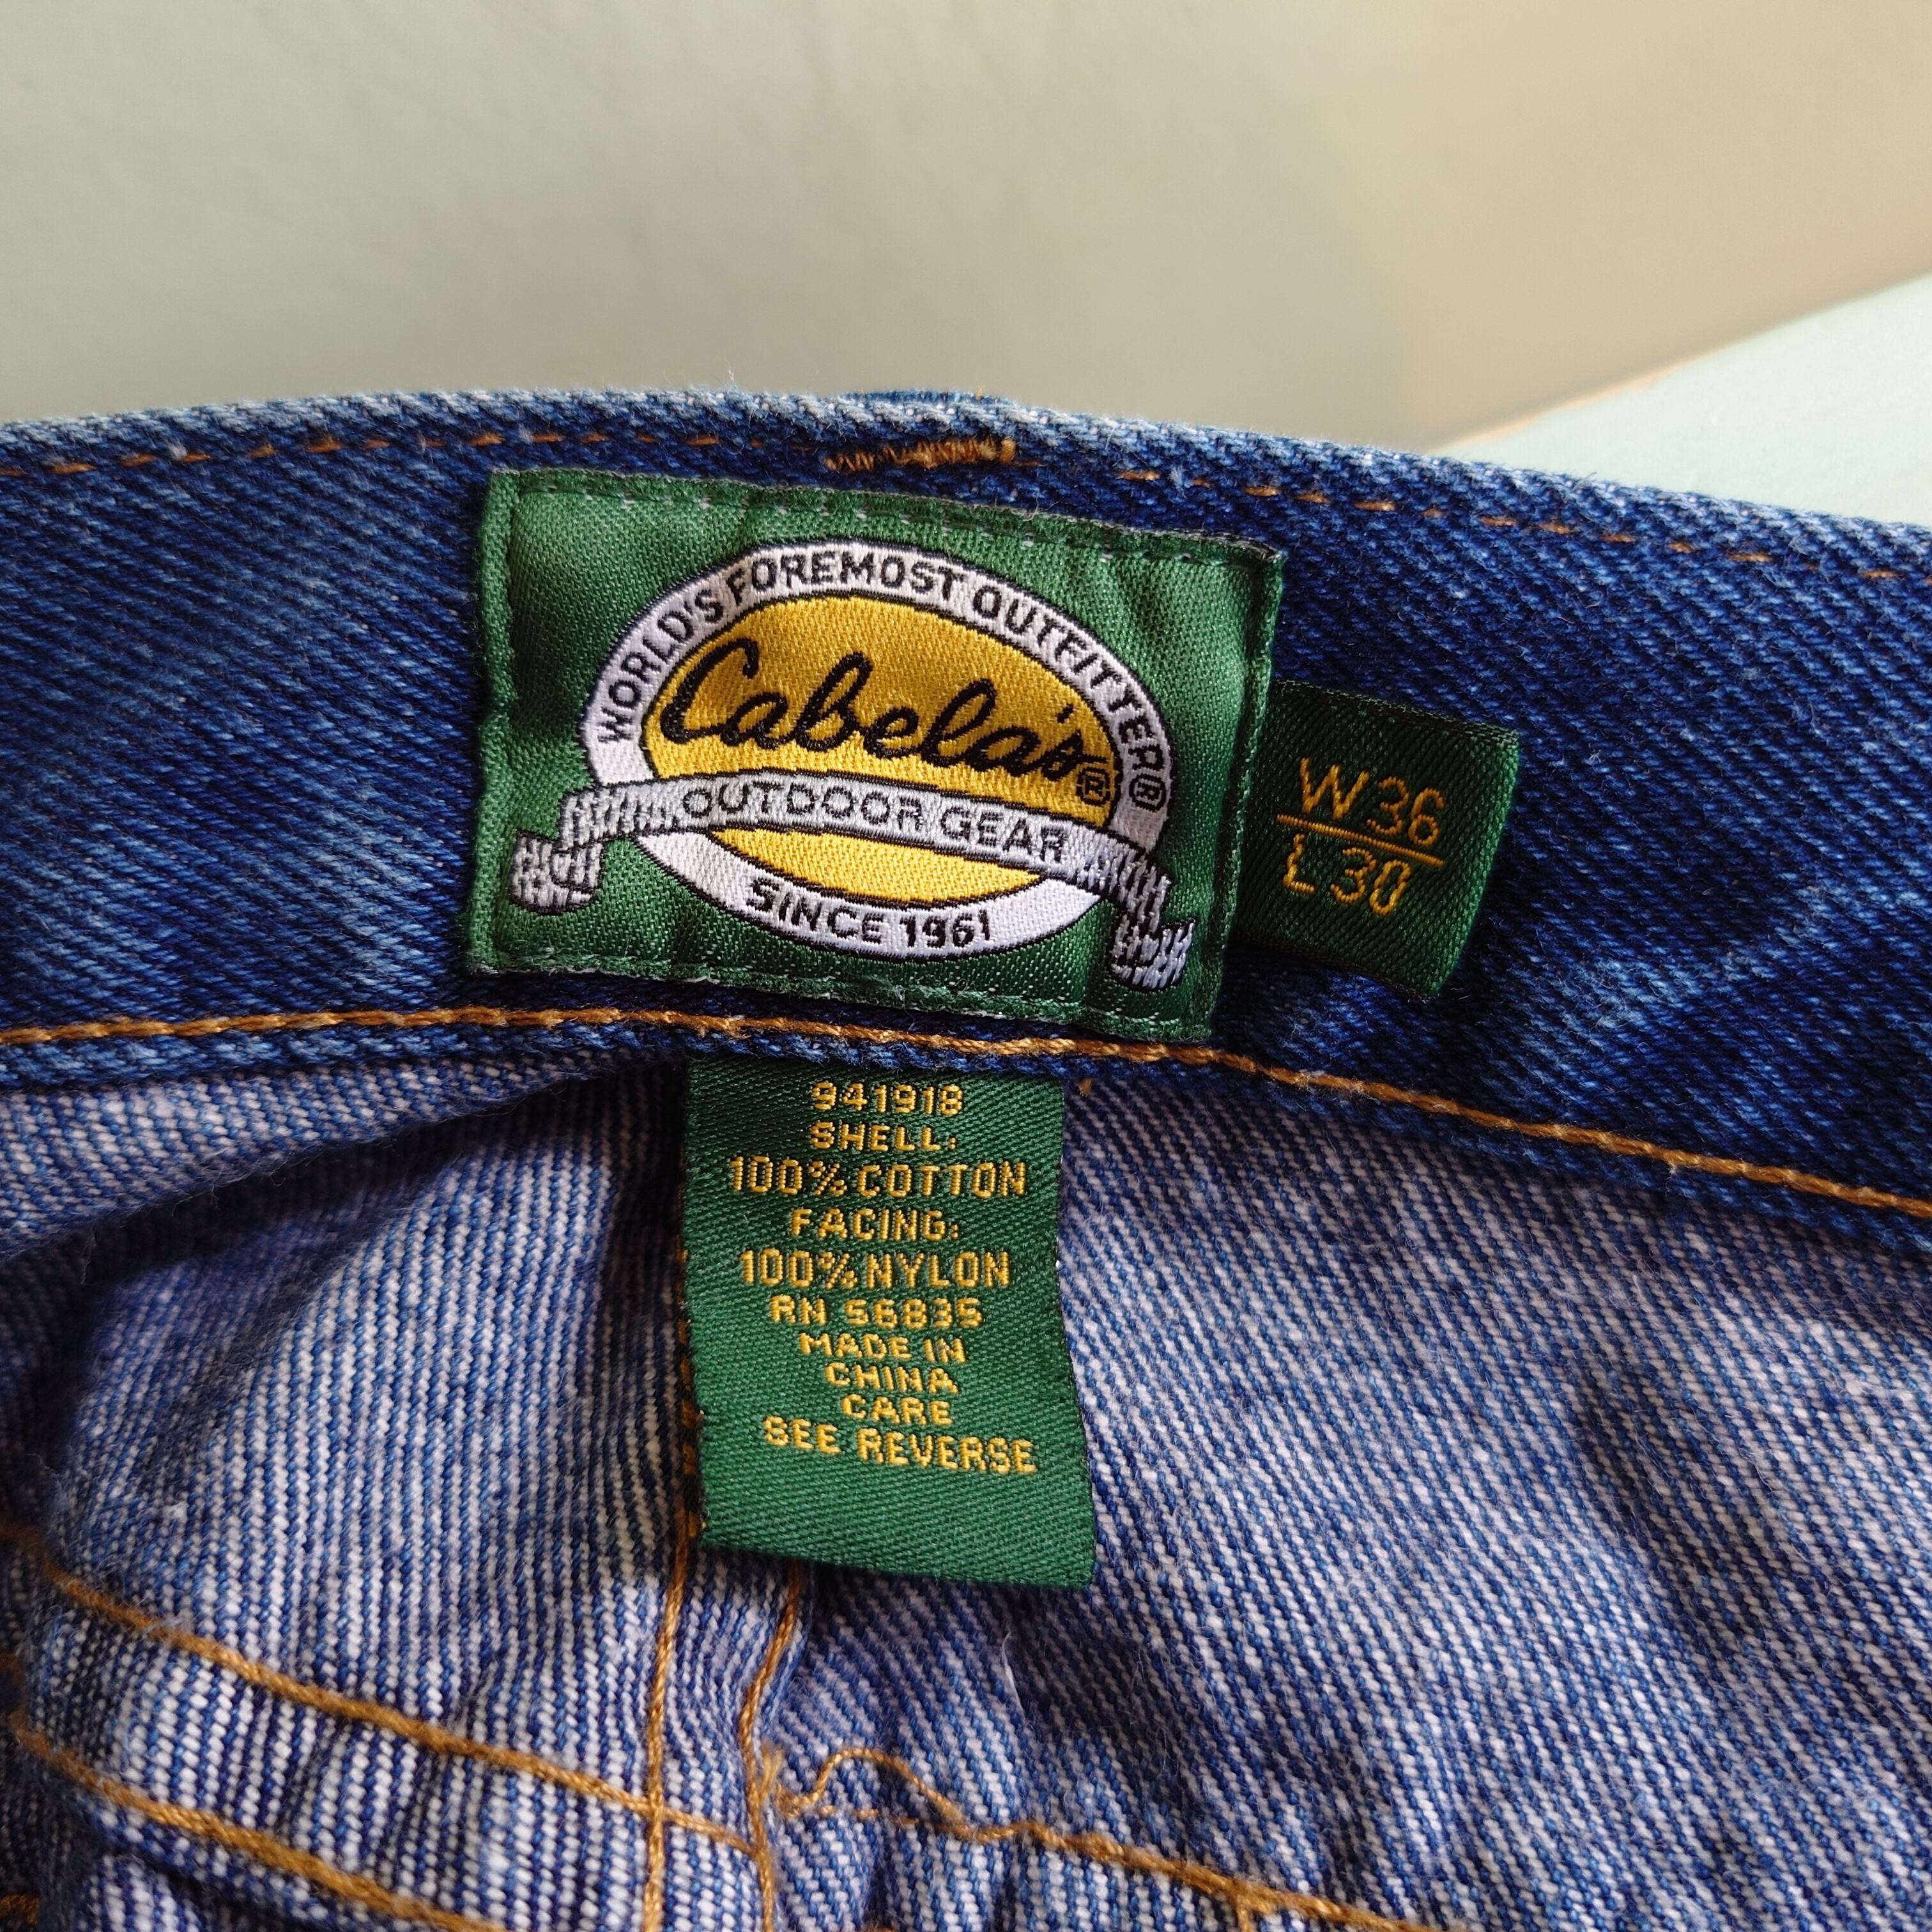 WORLD'S FOREMOST OUTFITTER®
Cabela's®
OUTDOOR GEAR
SINCE 1961
W36
L30
941918
SHELL:
100% COTTON
FACING:
100% NYLON
RN 56835
MADE IN
CHINA
CARE
SEE REVERSE